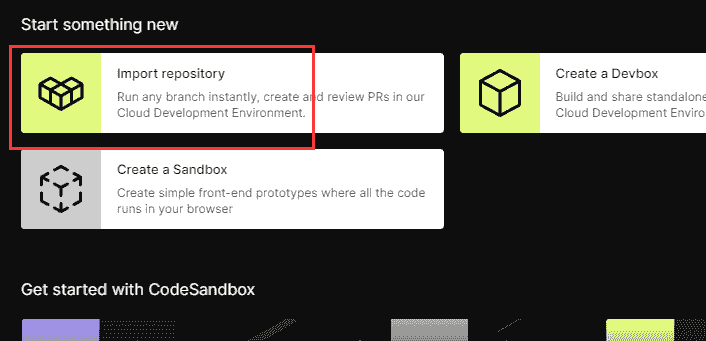 Start something new
Import repository
Run any branch instantly, create and review PRs in our
Cloud Development Environment.
Create a Devbox
Build and share standalone
Cloud Development Enviro
Create a Sandbox
Create simple front-end prototypes where all the code
runs in your browser
Get started with CodeSandbox